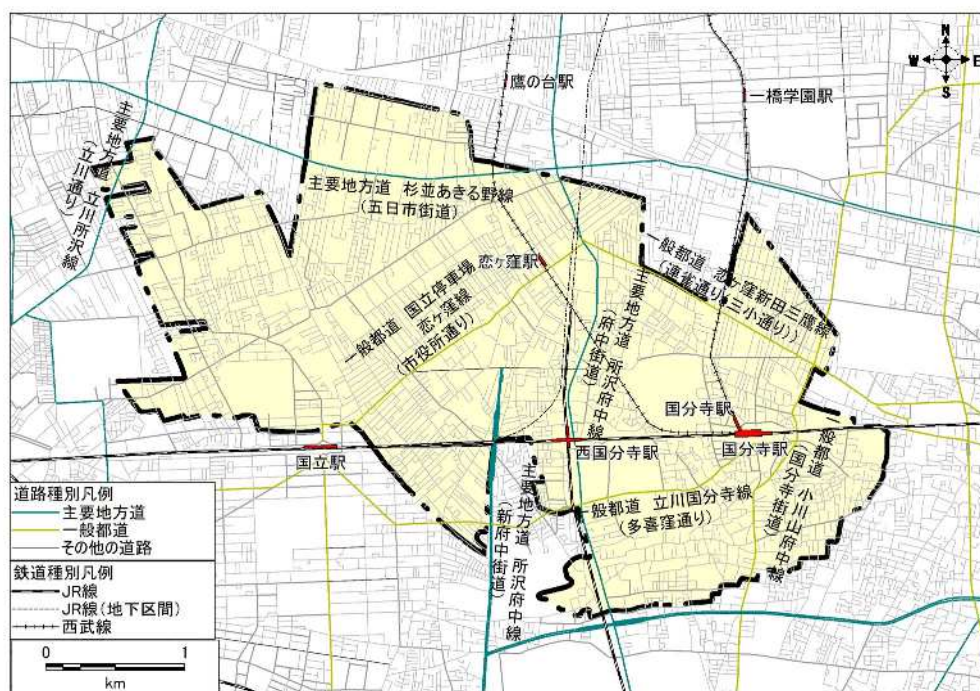 N
W
E
S
鷹の台駅
一橋学園駅
主要地方道 立川所沢線
(立川通り)
主要地方道 杉並あきる野線
(五日市街道)
恋ヶ窪駅
一般都道 国立停車場
恋ヶ窪線
(市役所通り)
主要地方道 所沢府中線
(府中街道)
一般都道 恋ヶ窪新田三鷹線
(連雀通り(三小通り))
国分寺駅
国分寺駅
西国分寺駅
国立駅
一般都道 立川国分寺線
(多喜窪通り)
一般都道 小川山府中線
(国分寺街道)
主要地方道 所沢府中線
(新府中街道)
道路種別凡例
主要地方道
一般都道
その他の道路
鉄道種別凡例
JR線
JR線(地下区間)
西武線
0 1
km